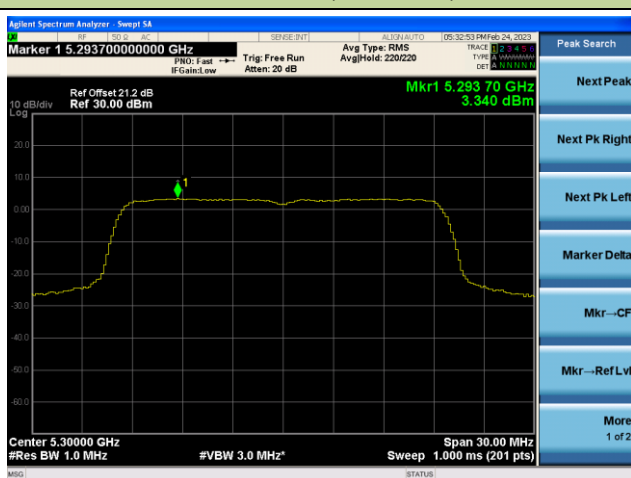 Agilent Spectrum Analyzer - Swept SA
RF 50 Ω AC SENSE:INT ALIGN AUTO 05:32:53 PM Feb 24, 2023
Marker 1 5.293700000000 GHz
PNO: Fast
IFGain:Low
Trig: Free Run
Atten: 20 dB
Avg Type: RMS
Avg|Hold: 220/220
TRACE 1 2 3 4 5 6
TYPE A WWWWW
DET A N N N N N
Peak Search
Ref Offset 21.2 dB
10 dB/div Ref 30.00 dBm
Log
Mkr1 5.293 70 GHz
3.340 dBm
20.0
10.0
1
0.00
-10.0
-20.0
-30.0
-40.0
-50.0
-60.0
Center 5.30000 GHz Span 30.00 MHz
#Res BW 1.0 MHz #VBW 3.0 MHz* Sweep 1.000 ms (201 pts)
MSG STATUS
Next Peak
Next Pk Right
Next Pk Left
Marker Delta
Mkr→CF
Mkr→Ref Lvl
More
1 of 2